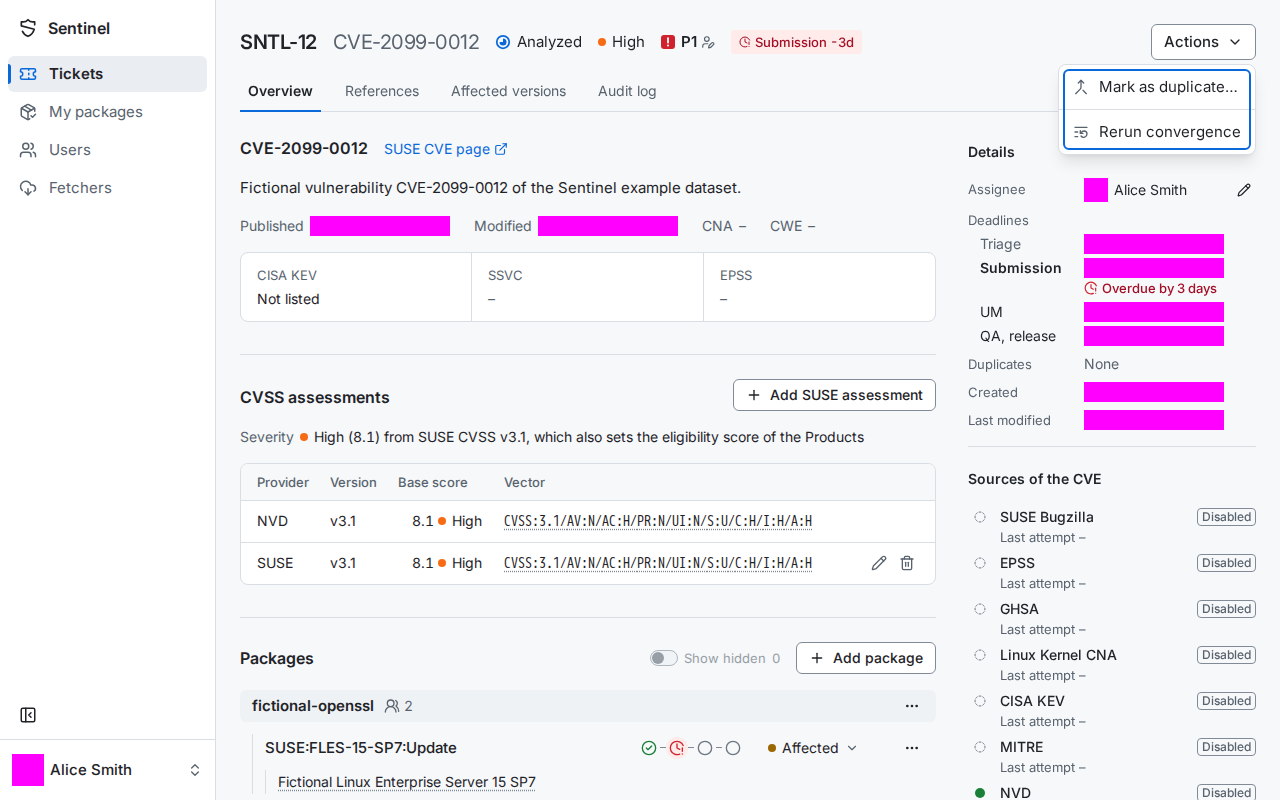 Sentinel
Tickets
My packages
Users
Fetchers
Alice Smith
SNTL-12 CVE-2099-0012 Analyzed High P1 Submission -3d
Actions
Mark as duplicate...
Rerun convergence
Overview References Affected versions Audit log
CVE-2099-0012 SUSE CVE page
Fictional vulnerability CVE-2099-0012 of the Sentinel example dataset.
Published Modified CNA – CWE –
CISA KEV SSVC EPSS
Not listed – –
CVSS assessments Add SUSE assessment
Severity High (8.1) from SUSE CVSS v3.1, which also sets the eligibility score of the Products
Provider Version Base score Vector
NVD v3.1 8.1 High CVSS:3.1/AV:N/AC:H/PR:N/UI:N/S:U/C:H/I:H/A:H
SUSE v3.1 8.1 High CVSS:3.1/AV:N/AC:H/PR:N/UI:N/S:U/C:H/I:H/A:H
Packages Show hidden 0 Add package
fictional-openssl 2
SUSE:FLES-15-SP7:Update Affected
Fictional Linux Enterprise Server 15 SP7
Details
Assignee Alice Smith
Deadlines
Triage
Submission
Overdue by 3 days
UM
QA, release
Duplicates None
Created
Last modified
Sources of the CVE
SUSE Bugzilla Disabled
Last attempt –
EPSS Disabled
Last attempt –
GHSA Disabled
Last attempt –
Linux Kernel CNA Disabled
Last attempt –
CISA KEV Disabled
Last attempt –
MITRE Disabled
Last attempt –
NVD Disabled